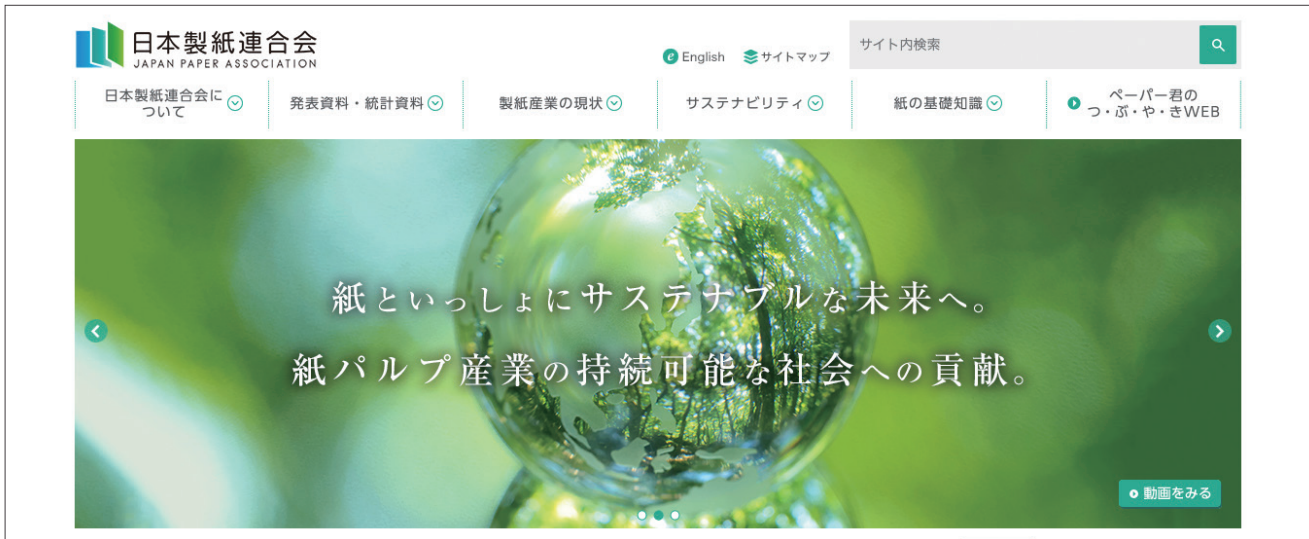 日本製紙連合会
JAPAN PAPER ASSOCIATION
English
サイトマップ
サイト内検索
日本製紙連合会に
ついて
発表資料・統計資料
製紙産業の現状
サステナビリティ
紙の基礎知識
ペーパー君の
つ・ぶ・や・きWEB
紙といっしょにサステナブルな未来へ。
紙パルプ産業の持続可能な社会への貢献。
動画をみる